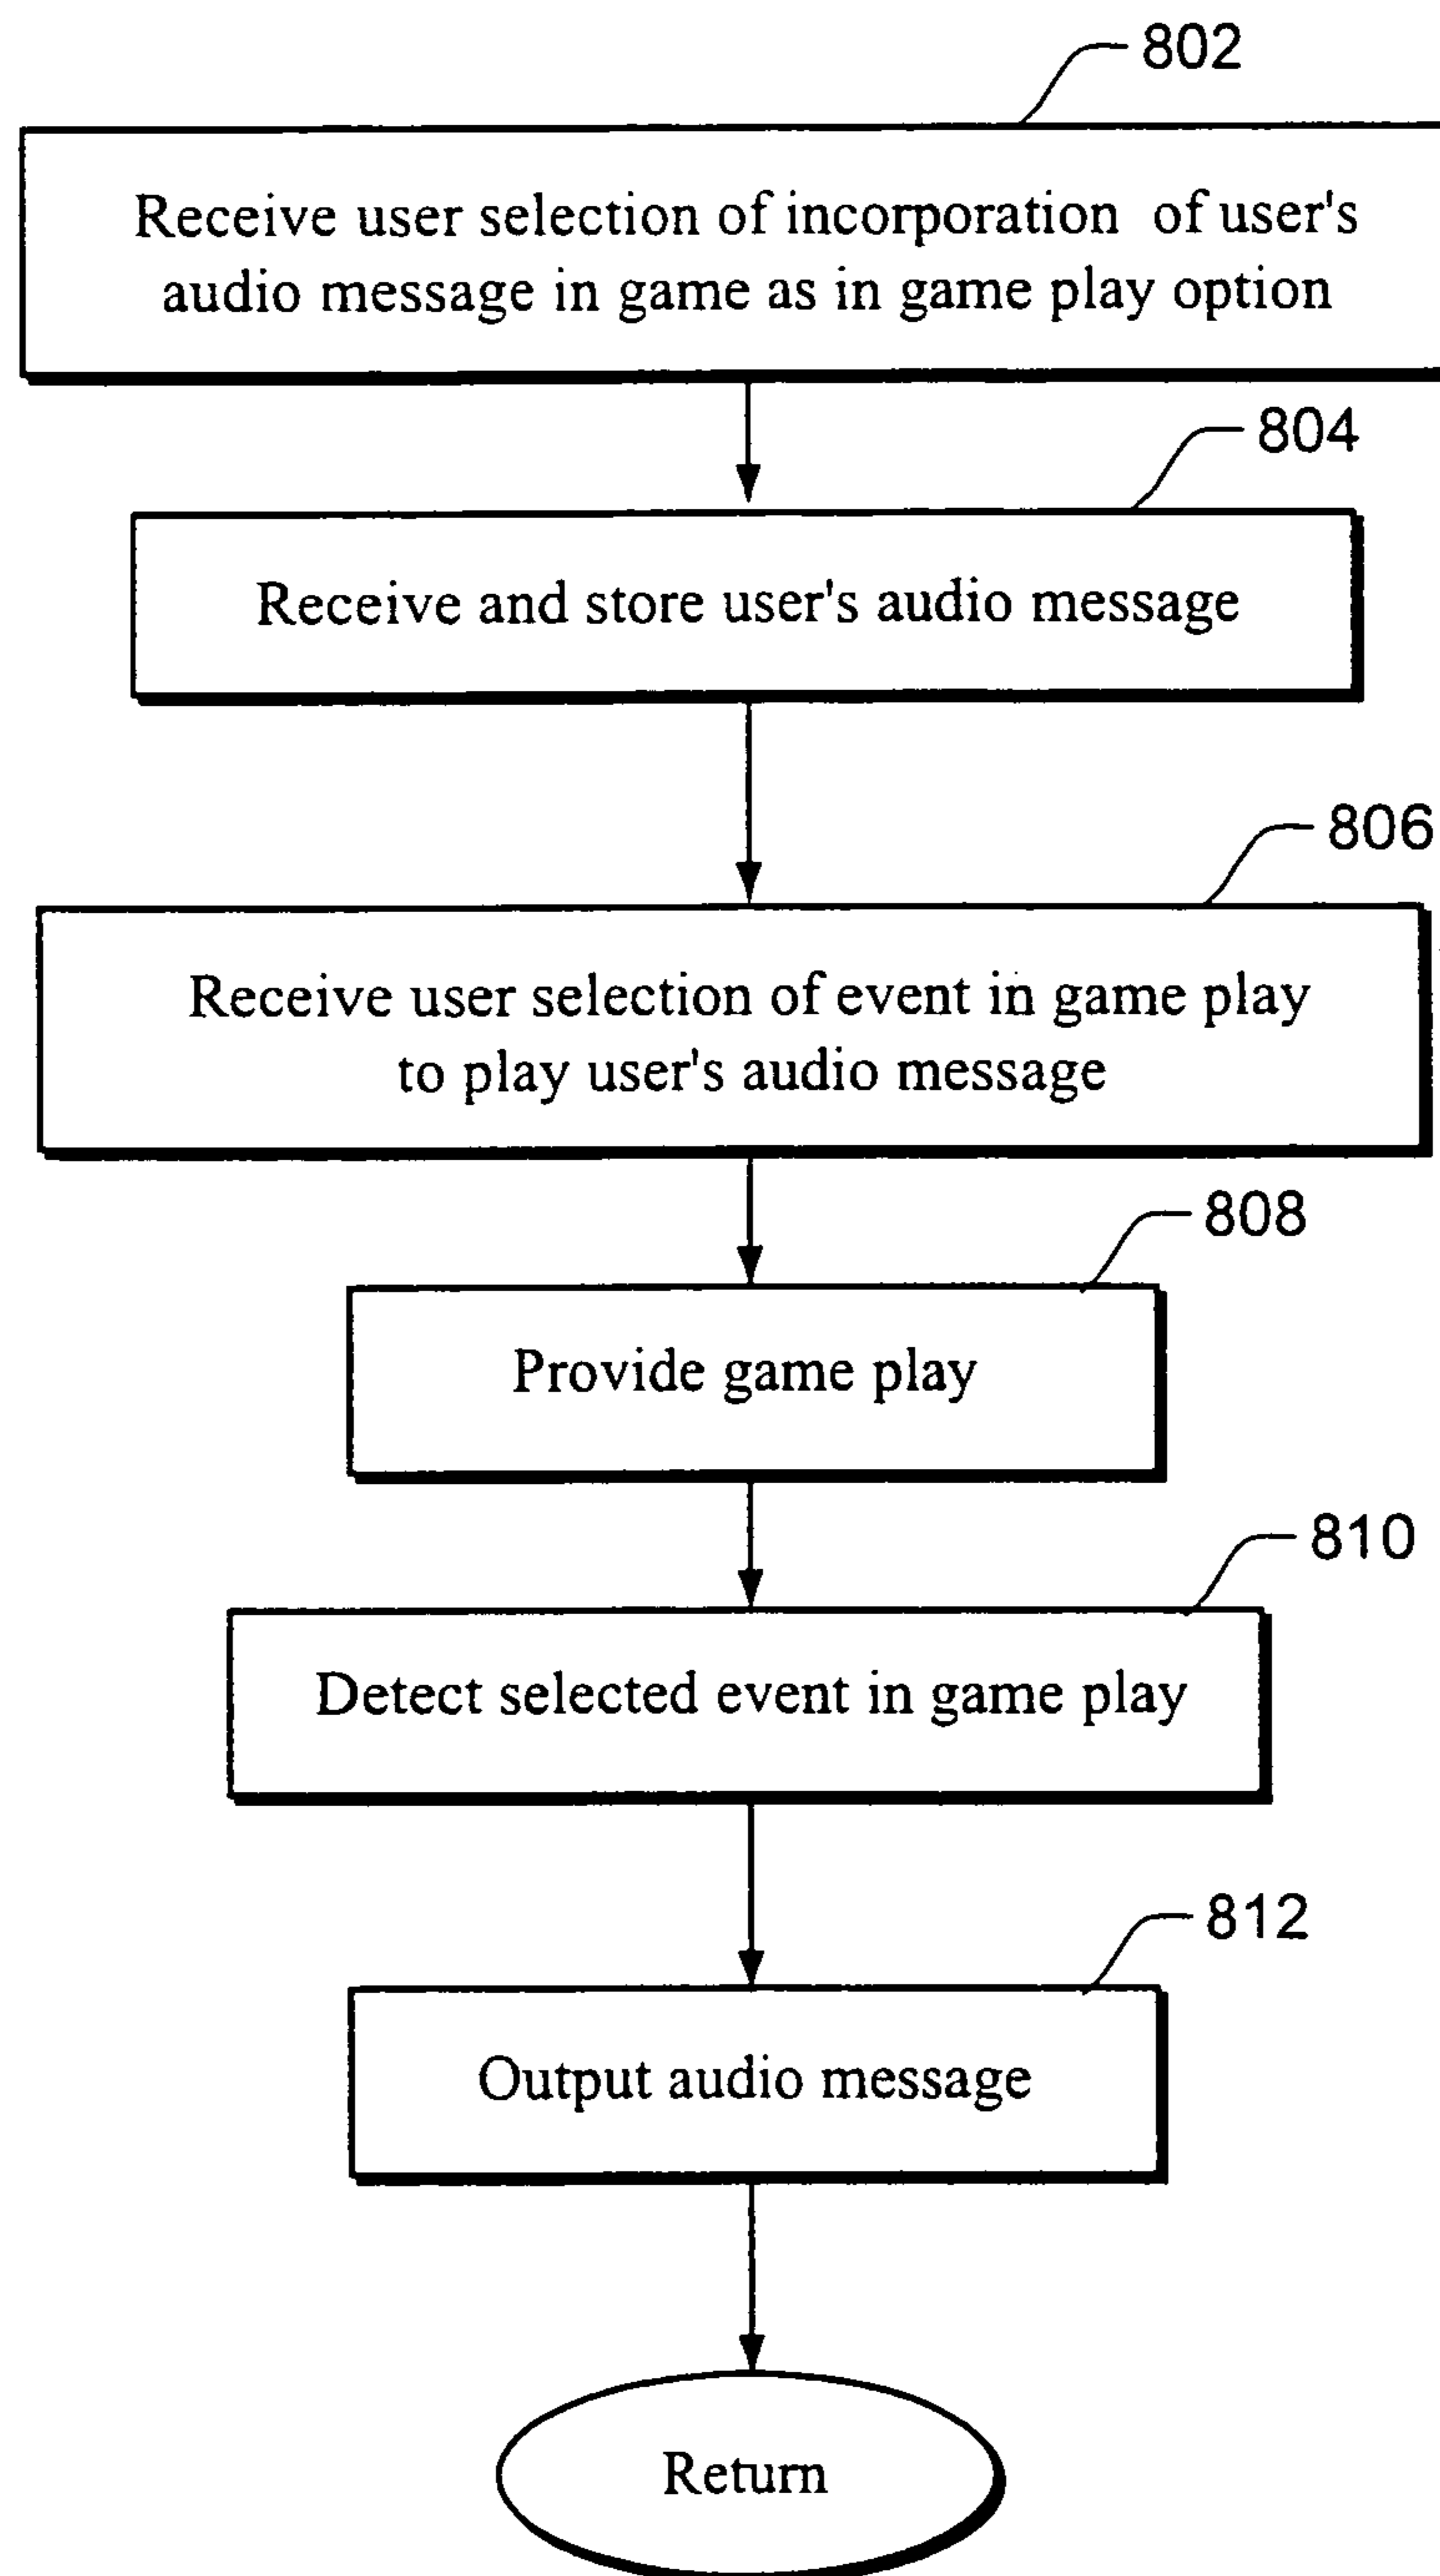 802
Receive user selection of incorporation of user's
audio message in game as in game play option
804
Receive and store user's audio message
806
Receive user selection of event in game play
to play user's audio message
808
Provide game play
810
Detect selected event in game play
812
Output audio message
Return